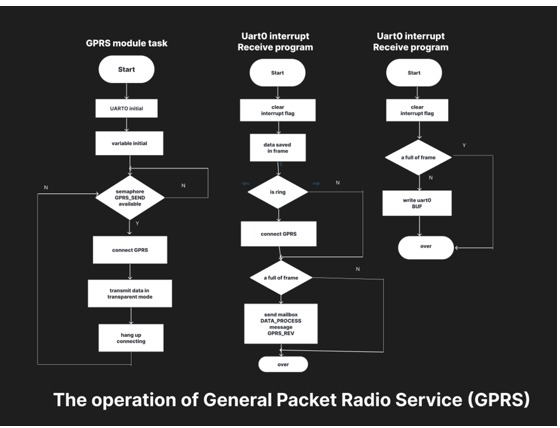 GPRS module task
Start
UART0 initial
variable initial
semaphore
GPRS_SEND
available
N
N
Y
connect GPRS
transmit data in
transparent mode
hang up
connecting
Uart0 interrupt
Receive program
Start
clear
interrupt flag
data saved
in frame
is ring
N
connect GPRS
a full of frame
N
send mailbox
DATA_PROCESS
message
GPRS_REV
over
Uart0 interrupt
Receive program
Start
clear
interrupt flag
a full of frame
Y
N
write uart0
BUF
over
The operation of General Packet Radio Service (GPRS)